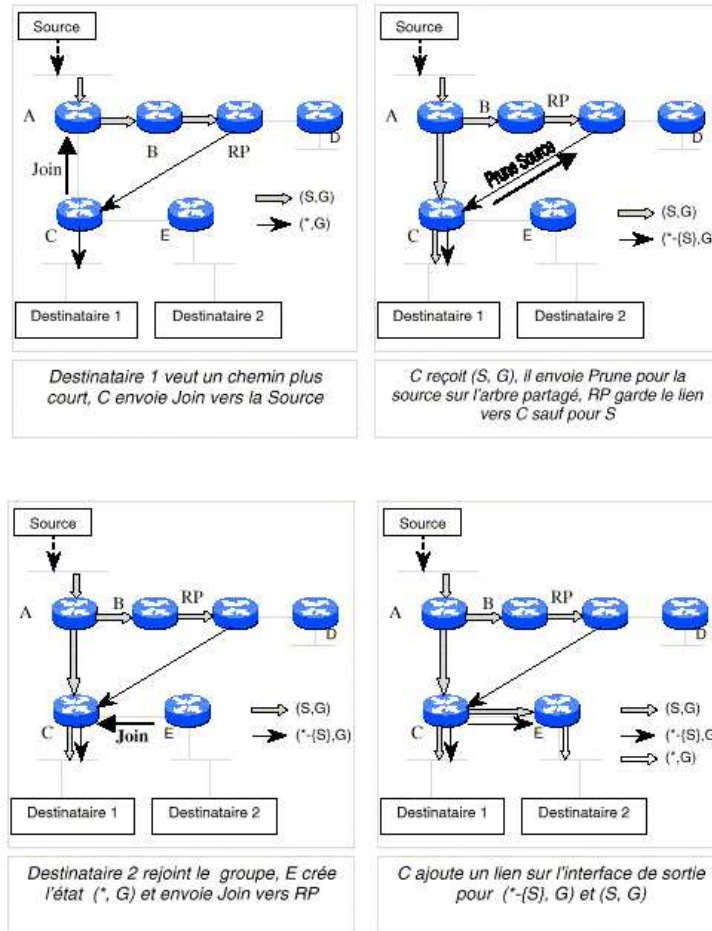 Source
A
B
RP
D
Join
C
E
(S,G)
(*,G)
Destinataire 1
Destinataire 2
Destinataire 1 veut un chemin plus
court, C envoie Join vers la Source
Source
A
B
RP
D
Prune Source
C
E
(S,G)
(*-{S},G
Destinataire 1
Destinataire 2
C reçoit (S, G), il envoie Prune pour la
source sur l'arbre partagé, RP garde le lien
vers C sauf pour S
Source
A
B
RP
D
C
Join
E
(S,G)
(*-{S},G)
Destinataire 1
Destinataire 2
Destinataire 2 rejoint le groupe, E crée
l'état (*, G) et envoie Join vers RP
Source
A
B
RP
D
C
E
(S,G)
(*-{S},G
(*,G)
Destinataire 1
Destinataire 2
C ajoute un lien sur l'interface de sortie
pour (*-{S}, G) et (S, G)